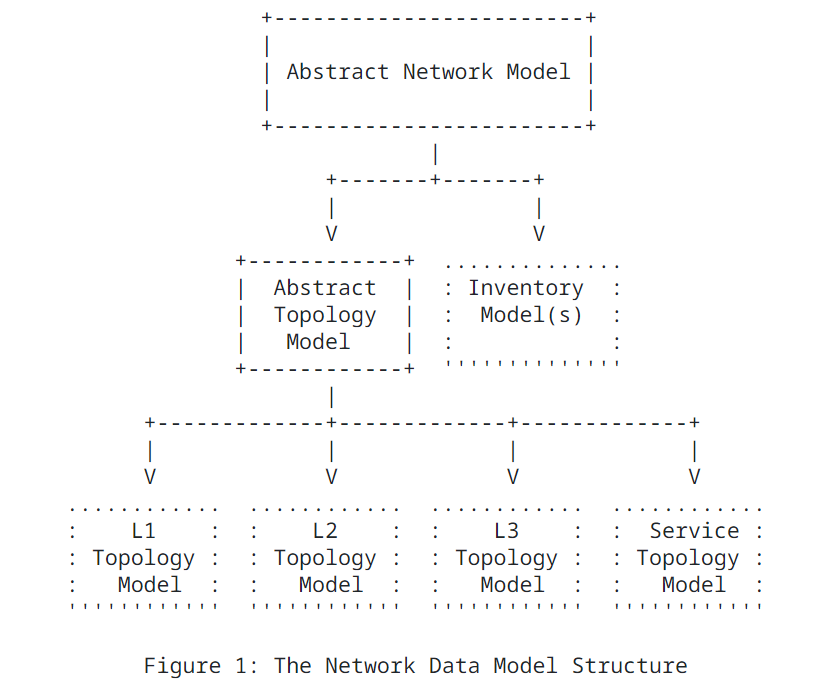 +------------------------+
|                        |
| Abstract Network Model |
|                        |
+------------------------+
|
+-------+-------+
|               |
V               V
+------------+  ..............
|  Abstract  |  : Inventory  :
|  Topology  |  :  Model(s)  :
|   Model    |  :            :
+------------+  ''''''''''''''
|
+-------------+-------------+-------------+
|             |             |             |
V             V             V             V
............  ............  ............  ............
:    L1    :  :    L2    :  :    L3    :  :  Service :
: Topology :  : Topology :  : Topology :  : Topology :
:   Model  :  :   Model  :  :   Model  :  :   Model  :
''''''''''''  ''''''''''''  ''''''''''''  ''''''''''''
Figure 1: The Network Data Model Structure